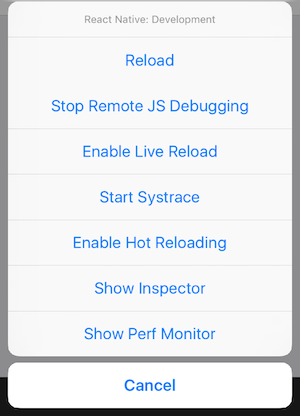 React Native: Development
Reload
Stop Remote JS Debugging
Enable Live Reload
Start Systrace
Enable Hot Reloading
Show Inspector
Show Perf Monitor
Cancel